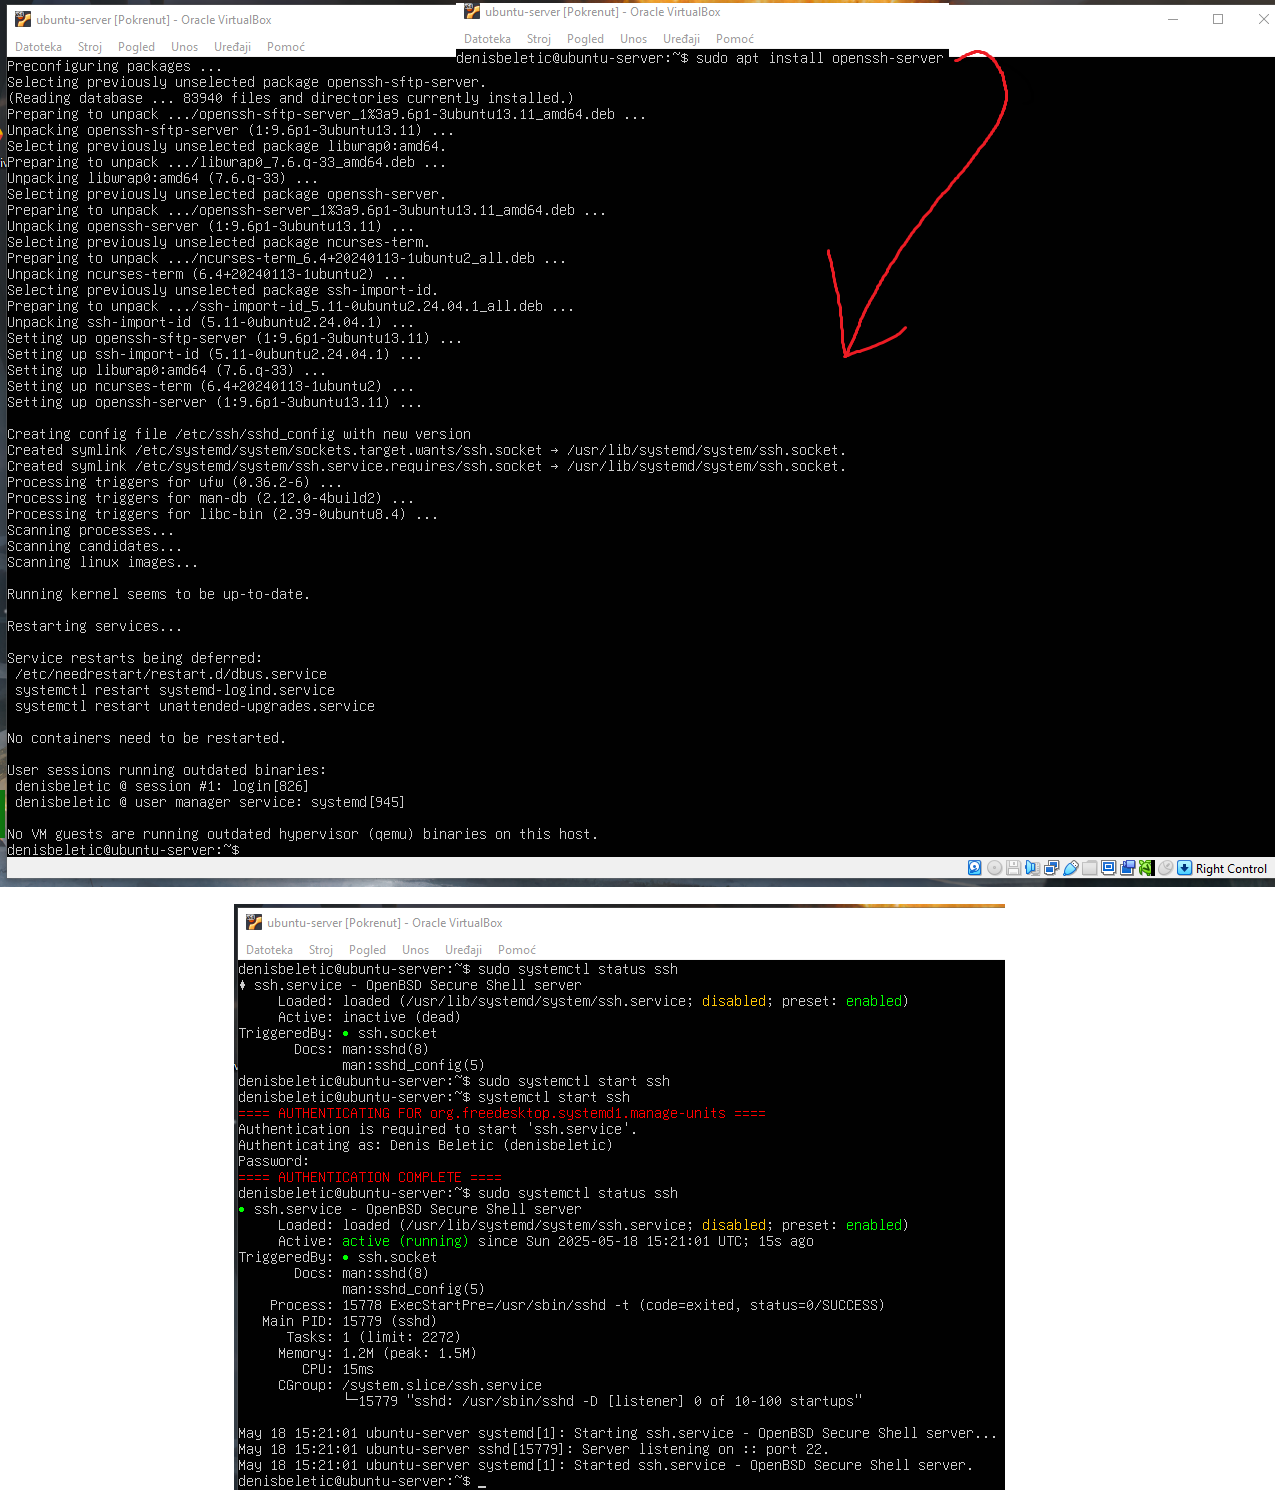 ubuntu-server [Pokrenut] - Oracle VirtualBox
Datoteka Stroj Pogled Unos Uređaji Pomoć
ubuntu-server [Pokrenut] - Oracle VirtualBox
Datoteka Stroj Pogled Unos Uređaji Pomoć
denisbeletic@ubuntu-server:~$ sudo apt install openssh-server
Preconfiguring packages ...
Selecting previously unselected package openssh-sftp-server.
(Reading database ... 83940 files and directories currently installed.)
Preparing to unpack .../openssh-sftp-server_1%3a9.6p1-3ubuntu13.11_amd64.deb ...
Unpacking openssh-sftp-server (1:9.6p1-3ubuntu13.11) ...
Selecting previously unselected package libwrap0:amd64.
Preparing to unpack .../libwrap0_7.6.q-33_amd64.deb ...
Unpacking libwrap0:amd64 (7.6.q-33) ...
Selecting previously unselected package openssh-server.
Preparing to unpack .../openssh-server_1%3a9.6p1-3ubuntu13.11_amd64.deb ...
Unpacking openssh-server (1:9.6p1-3ubuntu13.11) ...
Selecting previously unselected package ncurses-term.
Preparing to unpack .../ncurses-term_6.4+20240113-1ubuntu2_all.deb ...
Unpacking ncurses-term (6.4+20240113-1ubuntu2) ...
Selecting previously unselected package ssh-import-id.
Preparing to unpack .../ssh-import-id_5.11-0ubuntu2.24.04.1_all.deb ...
Unpacking ssh-import-id (5.11-0ubuntu2.24.04.1) ...
Setting up openssh-sftp-server (1:9.6p1-3ubuntu13.11) ...
Setting up ssh-import-id (5.11-0ubuntu2.24.04.1) ...
Setting up libwrap0:amd64 (7.6.q-33) ...
Setting up ncurses-term (6.4+20240113-1ubuntu2) ...
Setting up openssh-server (1:9.6p1-3ubuntu13.11) ...
Creating config file /etc/ssh/sshd_config with new version
Created symlink /etc/systemd/system/sockets.target.wants/ssh.socket → /usr/lib/systemd/system/ssh.socket.
Created symlink /etc/systemd/system/ssh.service.requires/ssh.socket → /usr/lib/systemd/system/ssh.socket.
Processing triggers for ufw (0.36.2-6) ...
Processing triggers for man-db (2.12.0-4build2) ...
Processing triggers for libc-bin (2.39-0ubuntu8.4) ...
Scanning processes...
Scanning candidates...
Scanning linux images...
Running kernel seems to be up-to-date.
Restarting services...
Service restarts being deferred:
/etc/needrestart/restart.d/dbus.service
systemctl restart systemd-logind.service
systemctl restart unattended-upgrades.service
No containers need to be restarted.
User sessions running outdated binaries:
denisbeletic @ session #1: login[826]
denisbeletic @ user manager service: systemd[945]
No VM guests are running outdated hypervisor (qemu) binaries on this host.
denisbeletic@ubuntu-server:~$
Right Control
ubuntu-server [Pokrenut] - Oracle VirtualBox
Datoteka Stroj Pogled Unos Uređaji Pomoć
denisbeletic@ubuntu-server:~$ sudo systemctl status ssh
♦ ssh.service - OpenBSD Secure Shell server
Loaded: loaded (/usr/lib/systemd/system/ssh.service; disabled; preset: enabled)
Active: inactive (dead)
TriggeredBy: • ssh.socket
Docs: man:sshd(8)
man:sshd_config(5)
denisbeletic@ubuntu-server:~$ sudo systemctl start ssh
denisbeletic@ubuntu-server:~$ systemctl start ssh
==== AUTHENTICATING FOR org.freedesktop.systemd1.manage-units ====
Authentication is required to start 'ssh.service'.
Authenticating as: Denis Beletic (denisbeletic)
Password:
==== AUTHENTICATION COMPLETE ====
denisbeletic@ubuntu-server:~$ sudo systemctl status ssh
• ssh.service - OpenBSD Secure Shell server
Loaded: loaded (/usr/lib/systemd/system/ssh.service; disabled; preset: enabled)
Active: active (running) since Sun 2025-05-18 15:21:01 UTC; 15s ago
TriggeredBy: • ssh.socket
Docs: man:sshd(8)
man:sshd_config(5)
Process: 15778 ExecStartPre=/usr/sbin/sshd -t (code=exited, status=0/SUCCESS)
Main PID: 15779 (sshd)
Tasks: 1 (limit: 2272)
Memory: 1.2M (peak: 1.5M)
CPU: 15ms
CGroup: /system.slice/ssh.service
└─15779 "sshd: /usr/sbin/sshd -D [listener] 0 of 10-100 startups"
May 18 15:21:01 ubuntu-server systemd[1]: Starting ssh.service - OpenBSD Secure Shell server...
May 18 15:21:01 ubuntu-server sshd[15779]: Server listening on :: port 22.
May 18 15:21:01 ubuntu-server systemd[1]: Started ssh.service - OpenBSD Secure Shell server.
denisbeletic@ubuntu-server:~$ _